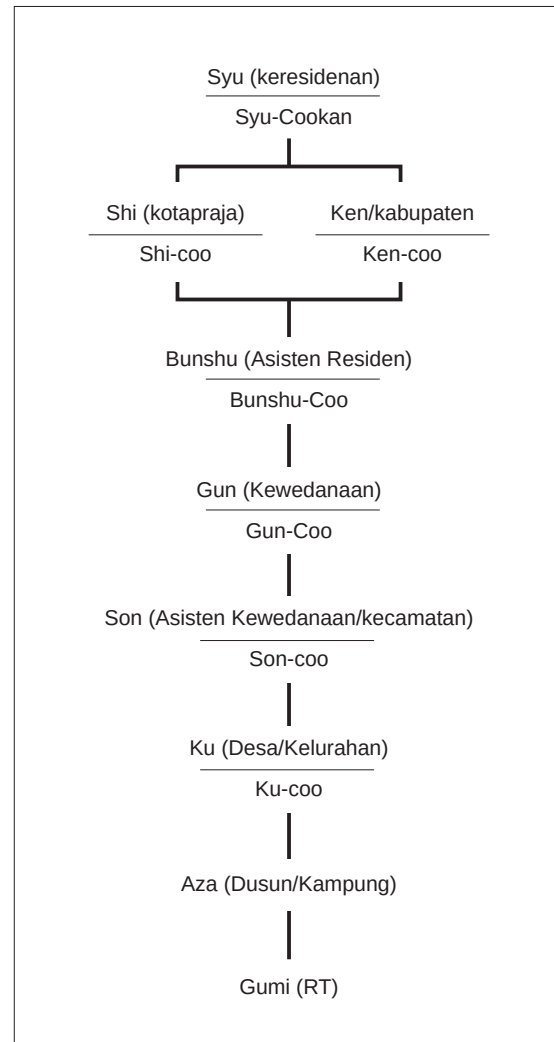 Syu (keresidenan)
Syu-Cookan
Shi (kotapraja)
Shi-coo
Ken/kabupaten
Ken-coo
Bunshu (Asisten Residen)
Bunshu-Coo
Gun (Kewedanaan)
Gun-Coo
Son (Asisten Kewedanaan/kecamatan)
Son-coo
Ku (Desa/Kelurahan)
Ku-coo
Aza (Dusun/Kampung)
Gumi (RT)